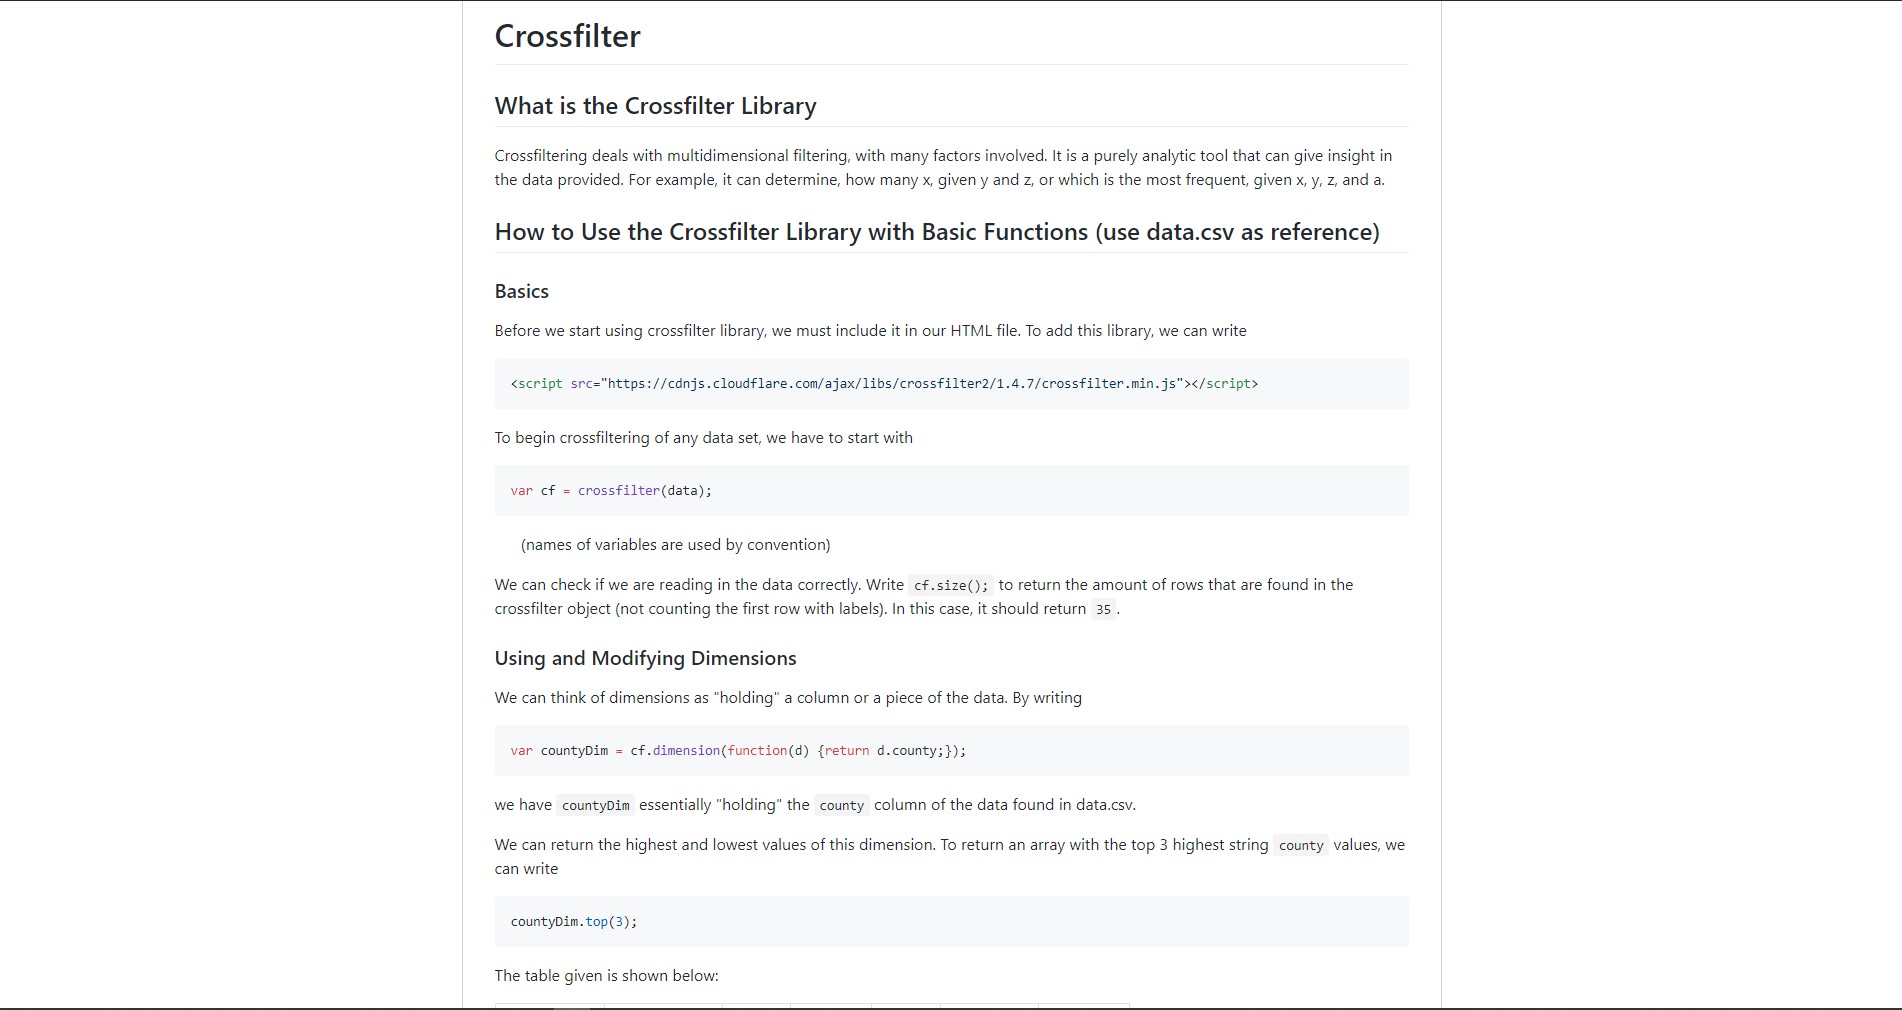 Crossfilter
What is the Crossfilter Library
Crossfiltering deals with multidimensional filtering, with many factors involved. It is a purely analytic tool that can give insight in
the data provided. For example, it can determine, how many x, given y and z, or which is the most frequent, given x, y, z, and a.
How to Use the Crossfilter Library with Basic Functions (use data.csv as reference)
Basics
Before we start using crossfilter library, we must include it in our HTML file. To add this library, we can write
<script src="https://cdnjs.cloudflare.com/ajax/libs/crossfilter2/1.4.7/crossfilter.min.js"></script>
To begin crossfiltering of any data set, we have to start with
var cf = crossfilter(data);
(names of variables are used by convention)
We can check if we are reading in the data correctly. Write cf.size(); to return the amount of rows that are found in the
crossfilter object (not counting the first row with labels). In this case, it should return 35 .
Using and Modifying Dimensions
We can think of dimensions as "holding" a column or a piece of the data. By writing
var countyDim = cf.dimension(function(d) {return d.county;});
we have countyDim essentially "holding" the county column of the data found in data.csv.
We can return the highest and lowest values of this dimension. To return an array with the top 3 highest string county values, we
can write
countyDim.top(3);
The table given is shown below: